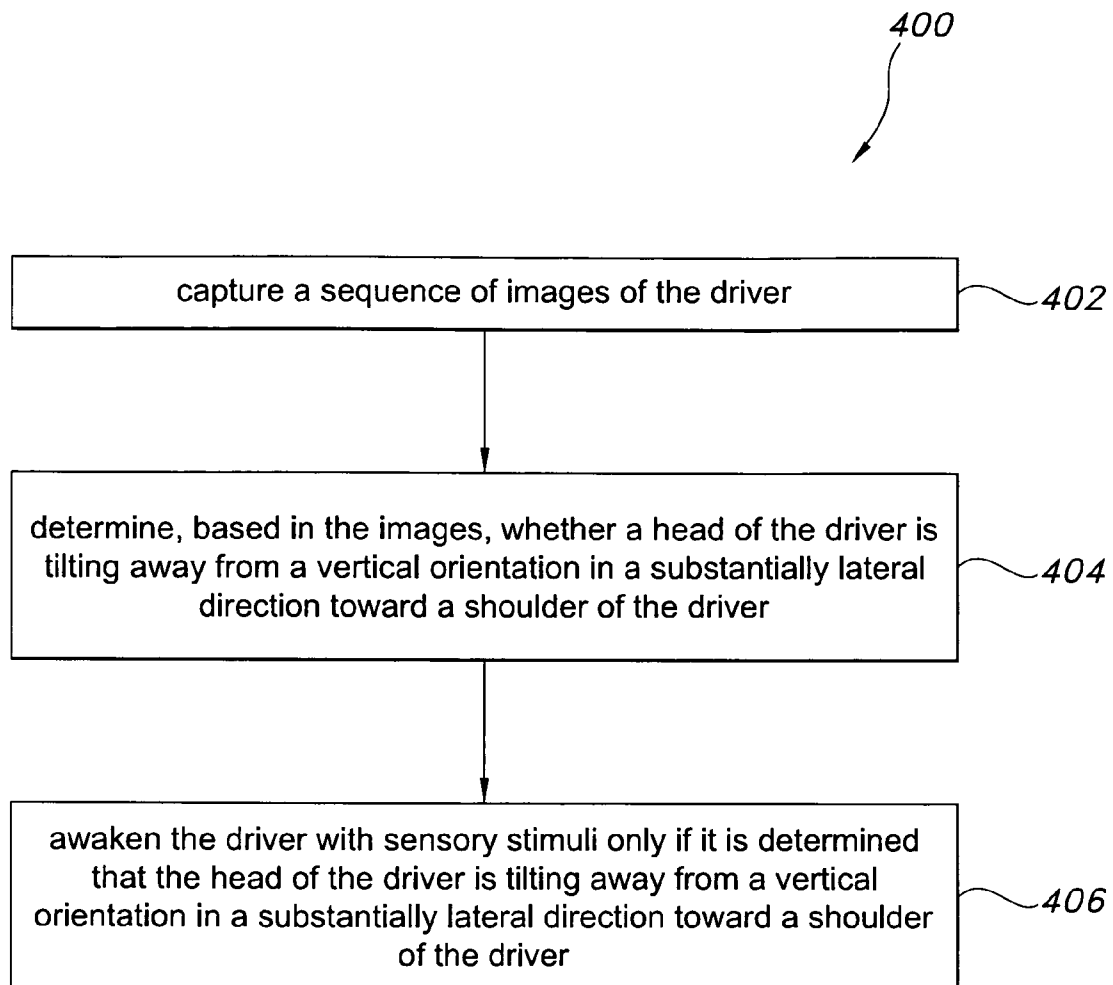 400
capture a sequence of images of the driver
402
determine, based in the images, whether a head of the driver is
tilting away from a vertical orientation in a substantially lateral
direction toward a shoulder of the driver
404
awaken the driver with sensory stimuli only if it is determined
that the head of the driver is tilting away from a vertical
orientation in a substantially lateral direction toward a shoulder
of the driver
406